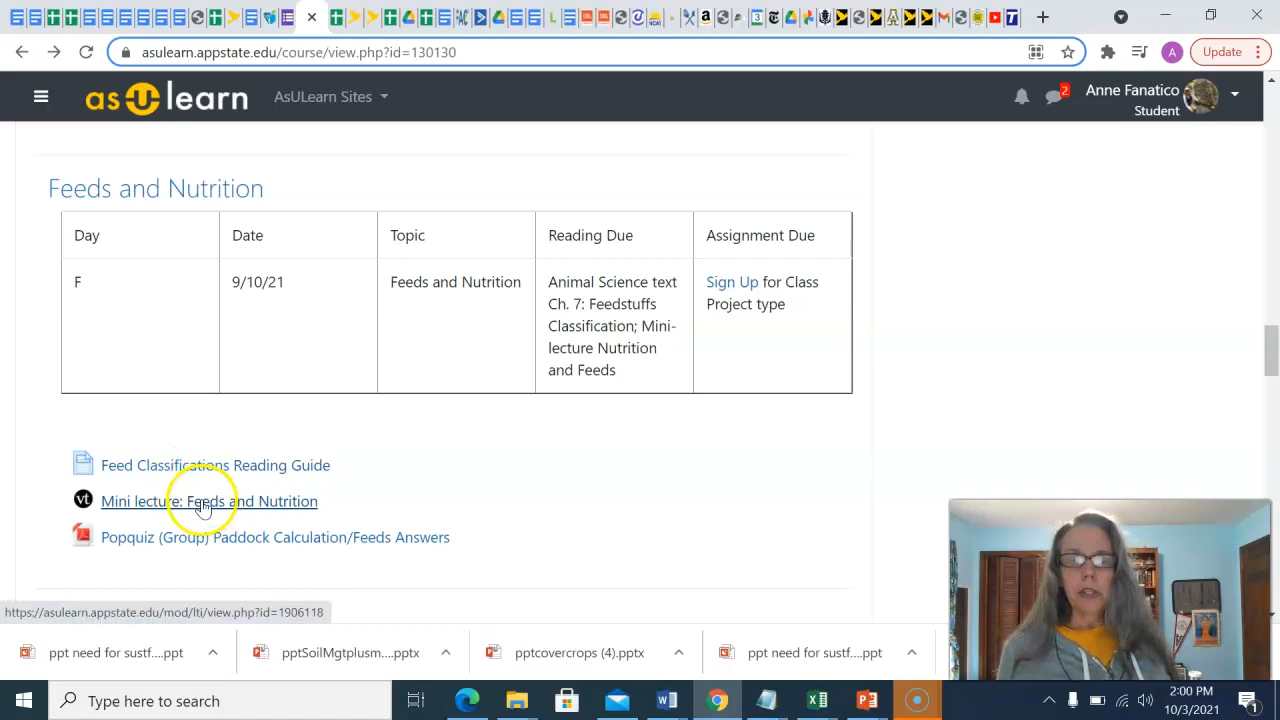 asulearn.appstate.edu/course/view.php?id=130130
A
Update
asUlearn
AsULearn Sites
2
Anne Fanatico
Student
Feeds and Nutrition
Day
Date
Topic
Reading Due
Assignment Due
F
9/10/21
Feeds and Nutrition
Animal Science text
Ch. 7: Feedstuffs
Classification; Mini-
lecture Nutrition
and Feeds
Sign Up for Class
Project type
Feed Classifications Reading Guide
vt
Mini lecture: Feeds and Nutrition
Popquiz (Group) Paddock Calculation/Feeds Answers
https://asulearn.appstate.edu/mod/lti/view.php?id=1906118
ppt need for sustf....ppt
pptSoilMgtplusm....pptx
pptcovercrops (4).pptx
ppt need for sustf....ppt
Type here to search
2:00 PM
10/3/2021
1